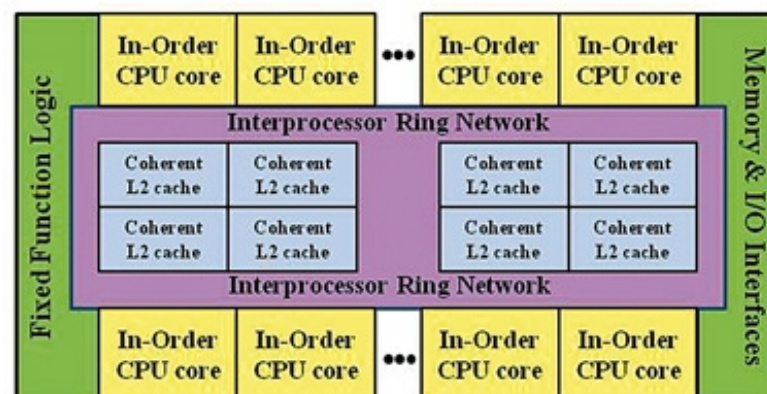 Fixed Function Logic
In-Order
CPU core
In-Order
CPU core
•••
In-Order
CPU core
In-Order
CPU core
Memory & I/O Interfaces
Interprocessor Ring Network
Coherent
L2 cache
Coherent
L2 cache
Coherent
L2 cache
Coherent
L2 cache
Coherent
L2 cache
Coherent
L2 cache
Coherent
L2 cache
Coherent
L2 cache
Interprocessor Ring Network
In-Order
CPU core
In-Order
CPU core
•••
In-Order
CPU core
In-Order
CPU core